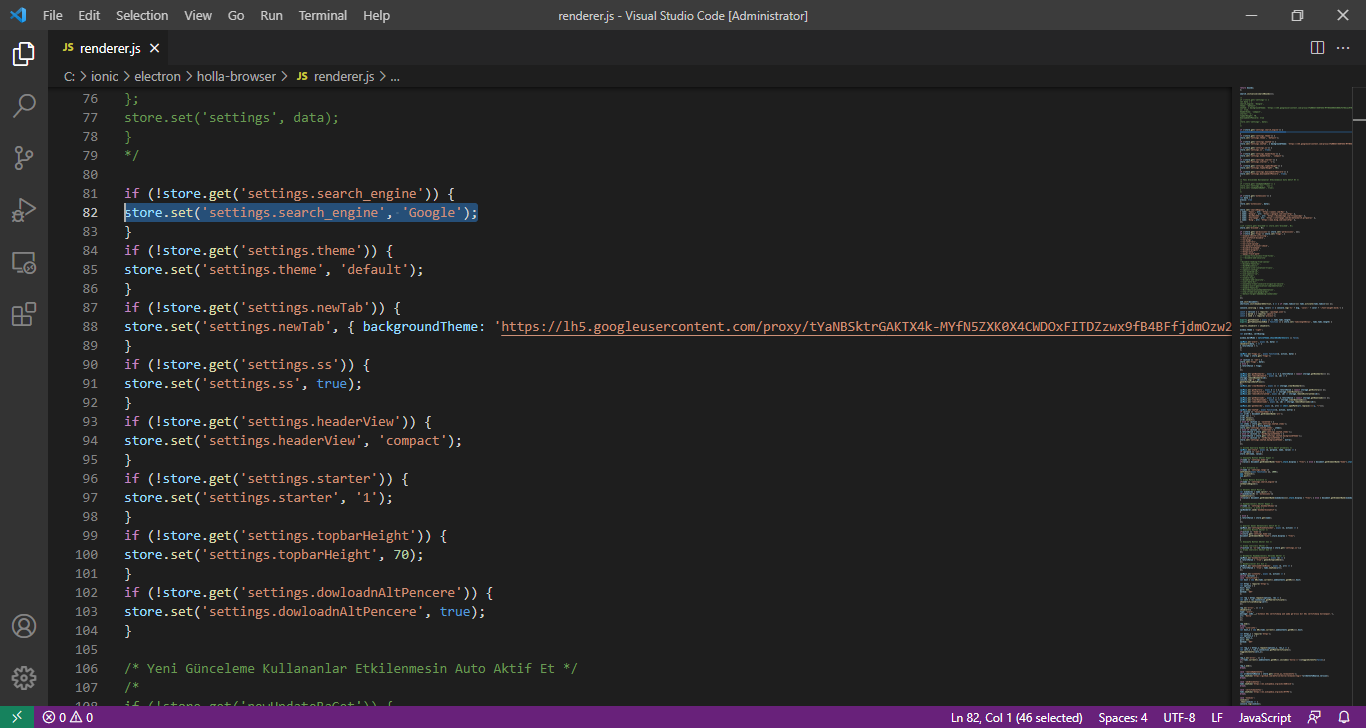 File Edit Selection View Go Run Terminal Help renderer.js - Visual Studio Code [Administrator]
JS renderer.js
C: > ionic > electron > holla-browser > JS renderer.js > ...
76 };
77 store.set('settings', data);
78 }
79 */
80
81 if (!store.get('settings.search_engine')) {
82 store.set('settings.search_engine', 'Google');
83 }
84 if (!store.get('settings.theme')) {
85 store.set('settings.theme', 'default');
86 }
87 if (!store.get('settings.newTab')) {
88 store.set('settings.newTab', { backgroundTheme: 'https://lh5.googleusercontent.com/proxy/tYaNBSktrGAKTX4k-MYfN5ZXK0X4CWDOxFITDZzwx9fB4BFfjdmOzw2
89 }
90 if (!store.get('settings.ss')) {
91 store.set('settings.ss', true);
92 }
93 if (!store.get('settings.headerView')) {
94 store.set('settings.headerView', 'compact');
95 }
96 if (!store.get('settings.starter')) {
97 store.set('settings.starter', '1');
98 }
99 if (!store.get('settings.topbarHeight')) {
100 store.set('settings.topbarHeight', 70);
101 }
102 if (!store.get('settings.dowloadnAltPencere')) {
103 store.set('settings.dowloadnAltPencere', true);
104 }
105
106 /* Yeni Günceleme Kullananlar Etkilenmesin Auto Aktif Et */
107 /*
108 if (!store.get('newUpdateBaGet')) {
0 0 Ln 82, Col 1 (46 selected) Spaces: 4 UTF-8 LF JavaScript